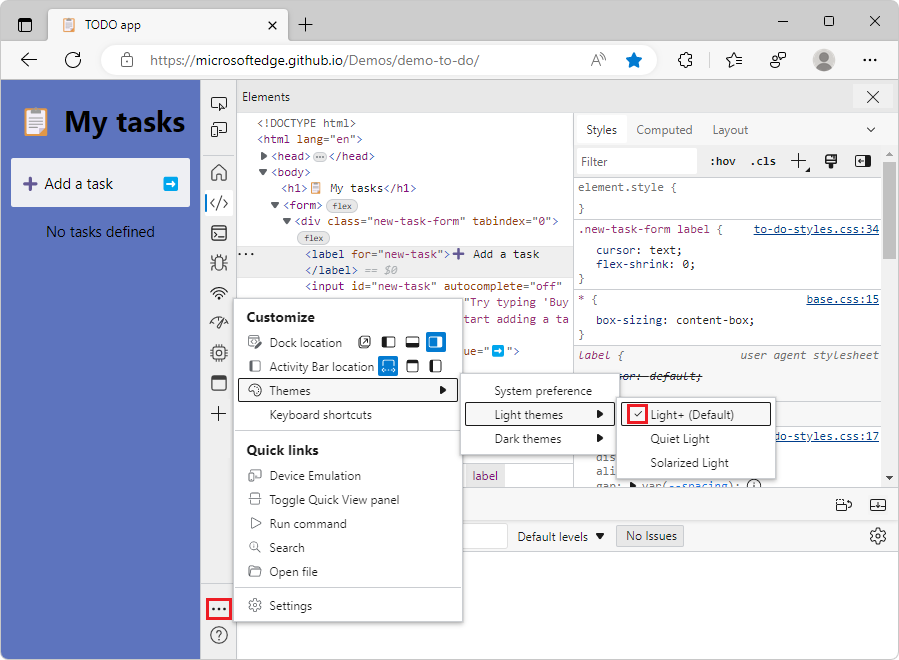 TODO app
https://microsoftedge.github.io/Demos/demo-to-do/
My tasks
Add a task
No tasks defined
Elements
<!DOCTYPE html>
<html lang="en">
<head> </head>
<body>
<h1>📋 My tasks</h1>
<form> flex
<div class="new-task-form" tabindex="0">
flex
<label for="new-task">➕ Add a task
</label> == $0
<input id="new-task" autocomplete="off"
"Try typing 'Buy
tart adding a ta
ue="➡️">
label
Styles Computed Layout
Filter :hov .cls
element.style {
}
.new-task-form label { to-do-styles.css:34
cursor: text;
flex-shrink: 0;
}
* { base.css:15
box-sizing: content-box;
}
label { user agent stylesheet
or: default;
do-styles.css:17
dis
ali
gap: var(--spacing);
Customize
Dock location
Activity Bar location
Themes
Keyboard shortcuts
Quick links
Device Emulation
Toggle Quick View panel
Run command
Search
Open file
Settings
System preference
Light themes
Dark themes
Light+ (Default)
Quiet Light
Solarized Light
Default levels No Issues